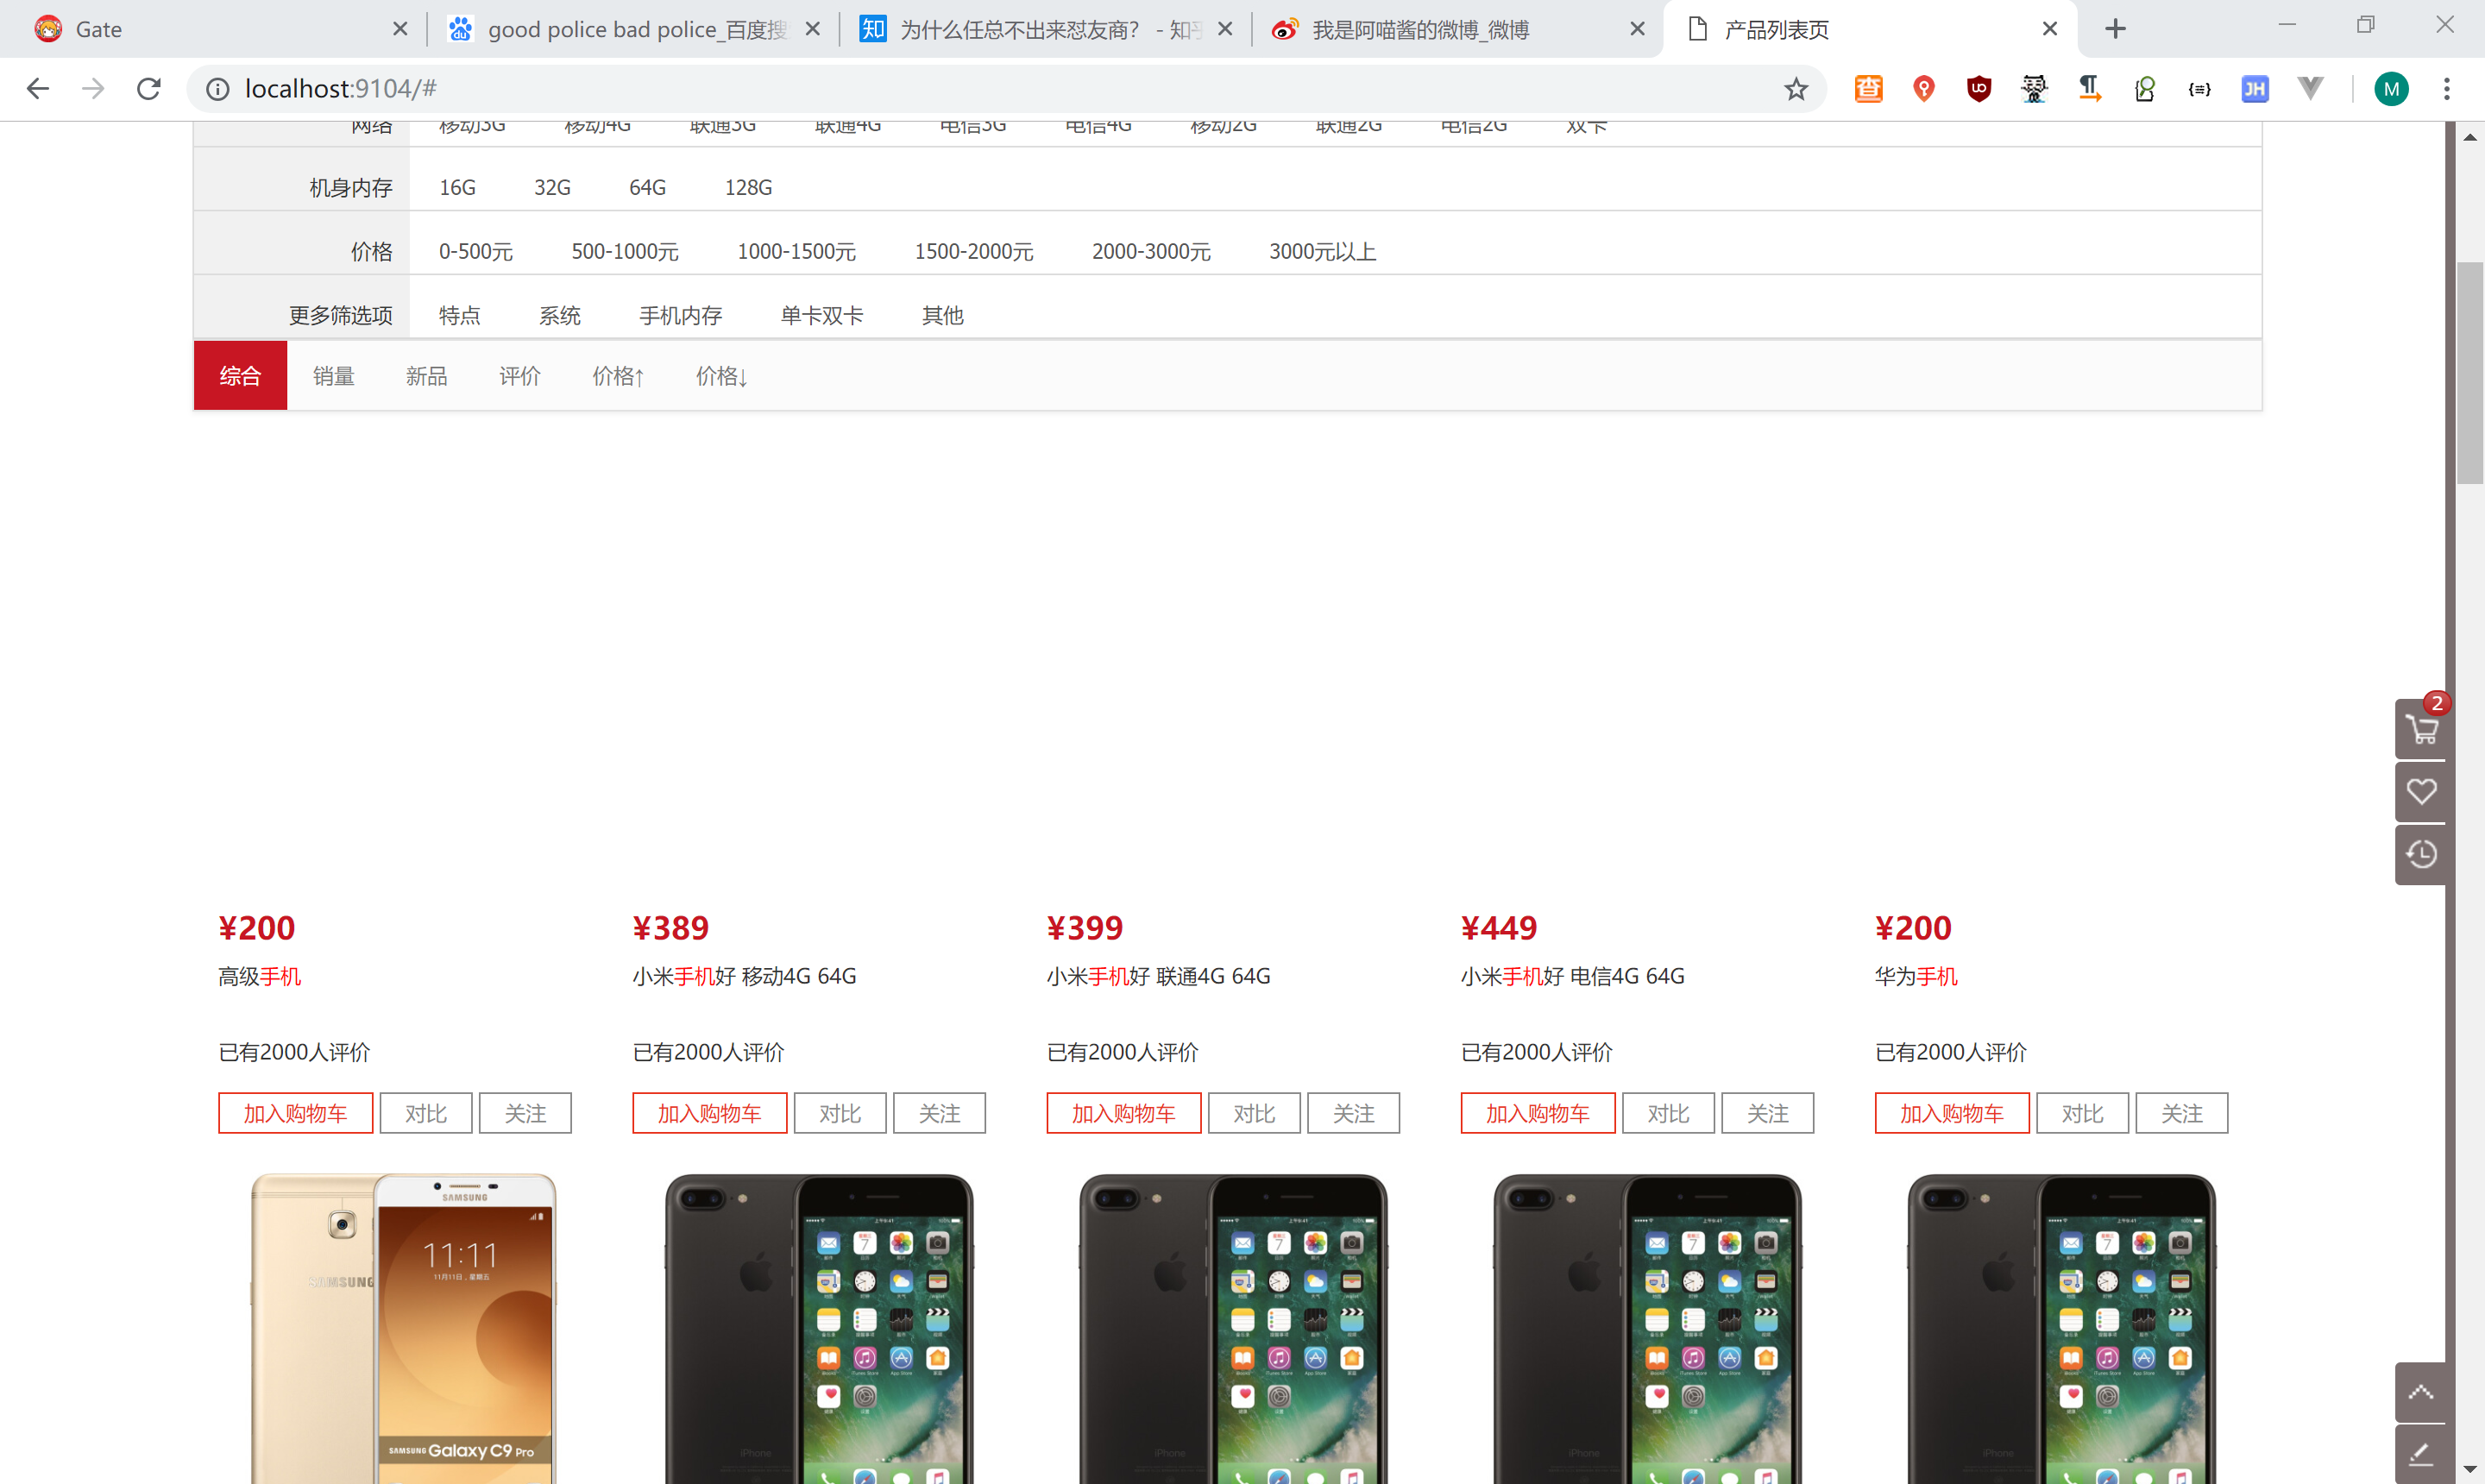 Gate
good police bad police_百度搜
为什么任总不出来怼友商？ - 知乎
我是阿喵酱的微博_微博
产品列表页
localhost:9104/#
M
网络 移动3G 移动4G 联通3G 联通4G 电信3G 电信4G 移动2G 联通2G 电信2G 双卡
机身内存 16G 32G 64G 128G
价格 0-500元 500-1000元 1000-1500元 1500-2000元 2000-3000元 3000元以上
更多筛选项 特点 系统 手机内存 单卡双卡 其他
综合 销量 新品 评价 价格↑ 价格↓
2
¥200 ¥389 ¥399 ¥449 ¥200
高级手机 小米手机好 移动4G 64G 小米手机好 联通4G 64G 小米手机好 电信4G 64G 华为手机
已有2000人评价 已有2000人评价 已有2000人评价 已有2000人评价 已有2000人评价
加入购物车 对比 关注 加入购物车 对比 关注 加入购物车 对比 关注 加入购物车 对比 关注 加入购物车 对比 关注
SAMSUNG
11:11
11月11日，星期五
SAMSUNG
SAMSUNG Galaxy C9 Pro
iPhone iPhone iPhone iPhone